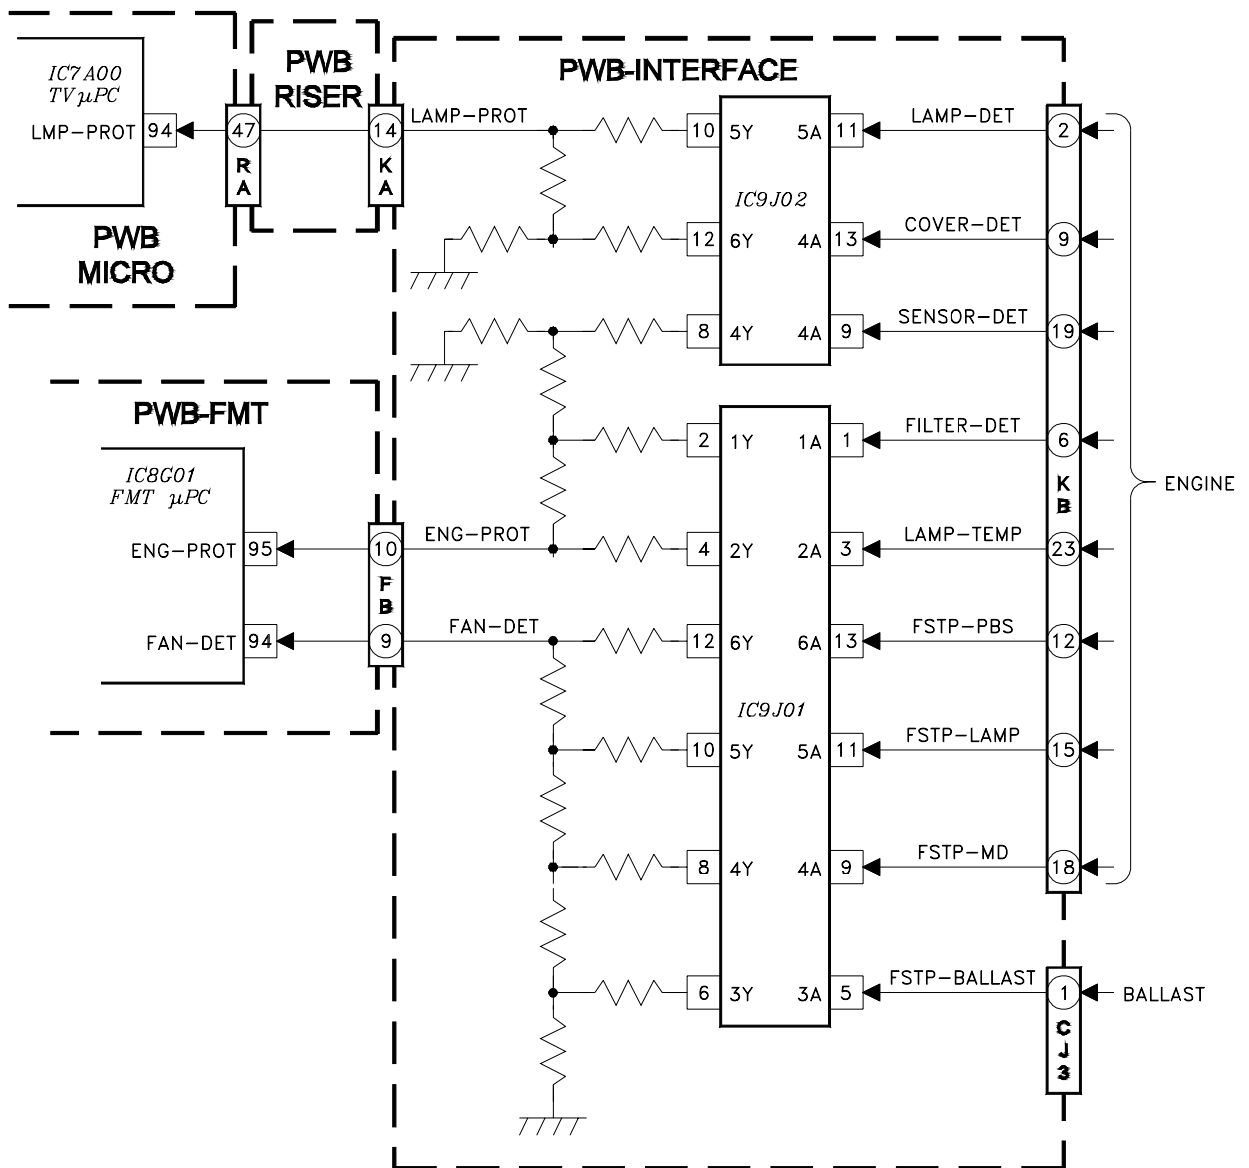 PWB-INTERFACE
PWB
RISER
IC7A00
TVµPC
LMP-PROT 94 47 14 LAMP-PROT 10 5Y 5A 11 LAMP-DET 2
R
A
K
A
IC9J02
PWB
MICRO
12 6Y 4A 13 COVER-DET 9
8 4Y 4A 9 SENSOR-DET 19
PWB-FMT
2 1Y 1A 1 FILTER-DET 6
IC8G01
FMT µPC
K
B
ENGINE
ENG-PROT 95 10 ENG-PROT 4 2Y 2A 3 LAMP-TEMP 23
F
B
FAN-DET 94 9 FAN-DET 12 6Y 6A 13 FSTP-PBS 12
IC9J01
10 5Y 5A 11 FSTP-LAMP 15
8 4Y 4A 9 FSTP-MD 18
6 3Y 3A 5 FSTP-BALLAST 1 BALLAST
C
J
3